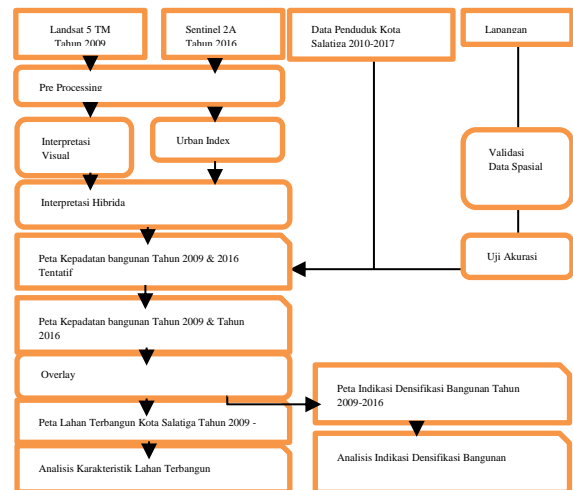 Landsat 5 TM
Tahun 2009
Sentinel 2A
Tahun 2016
Data Penduduk Kota
Salatiga 2010-2017
Lapangan
Pre Processing
Interpretasi
Visual
Urban Index
Validasi
Data Spasial
Interpretasi Hibrida
Peta Kepadatan bangunan Tahun 2009 & 2016
Tentatif
Uji Akurasi
Peta Kepadatan bangunan Tahun 2009 & Tahun
2016
Overlay
Peta Indikasi Densifikasi Bangunan Tahun
2009-2016
Peta Lahan Terbangun Kota Salatiga Tahun 2009 -
Analisis Karakteristik Lahan Terbangun
Analisis Indikasi Densifikasi Bangunan